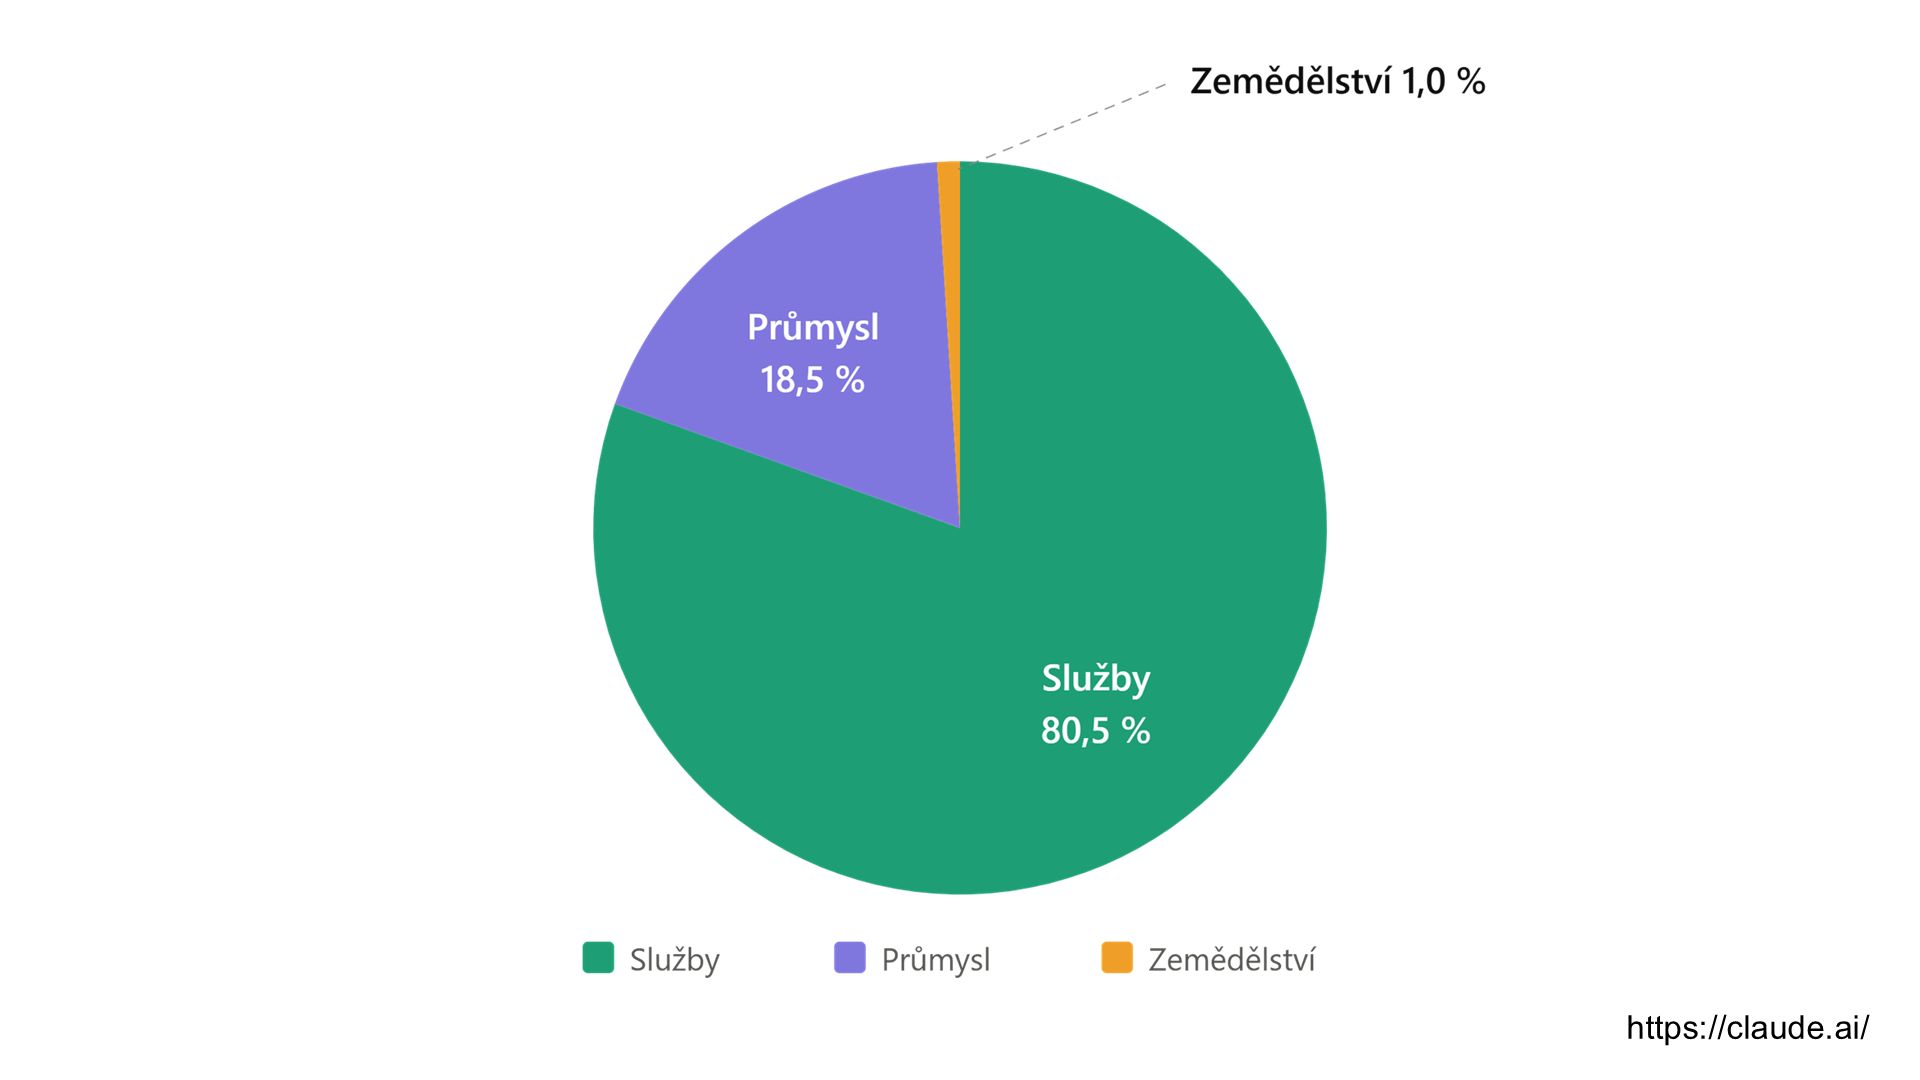 Zemědělství 1,0 %
Průmysl
18,5 %
Služby
80,5 %
Služby
Průmysl
Zemědělství
https://claude.ai/